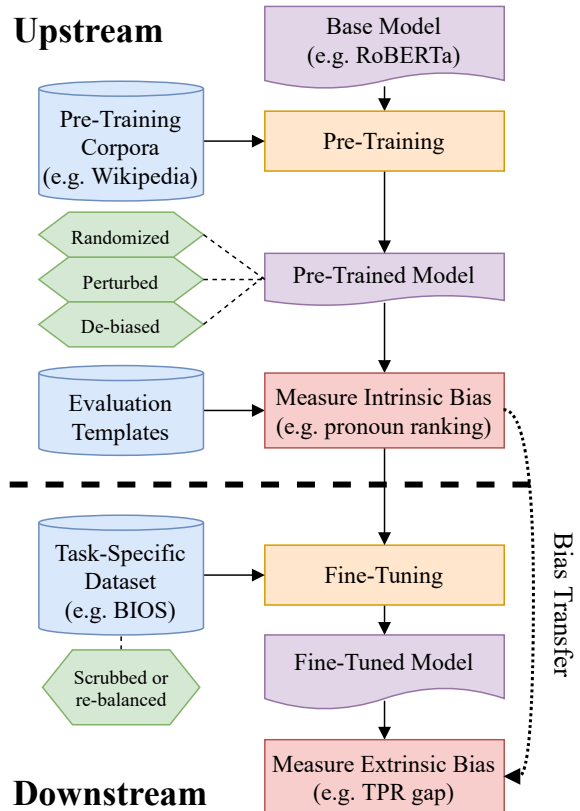 Upstream
Base Model
(e.g. RoBERTa)
Pre-Training
Corpora
(e.g. Wikipedia)
Pre-Training
Randomized
Perturbed
De-biased
Pre-Trained Model
Evaluation
Templates
Measure Intrinsic Bias
(e.g. pronoun ranking)
Bias Transfer
Task-Specific
Dataset
(e.g. BIOS)
Fine-Tuning
Scrubbed or
re-balanced
Fine-Tuned Model
Downstream
Measure Extrinsic Bias
(e.g. TPR gap)